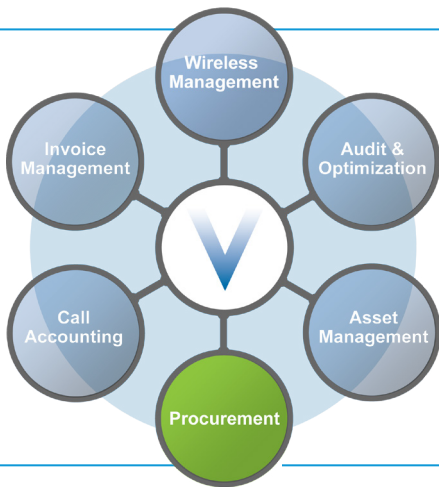 Wireless
Management
Invoice
Management
Audit &
Optimization
V
Call
Accounting
Asset
Management
Procurement